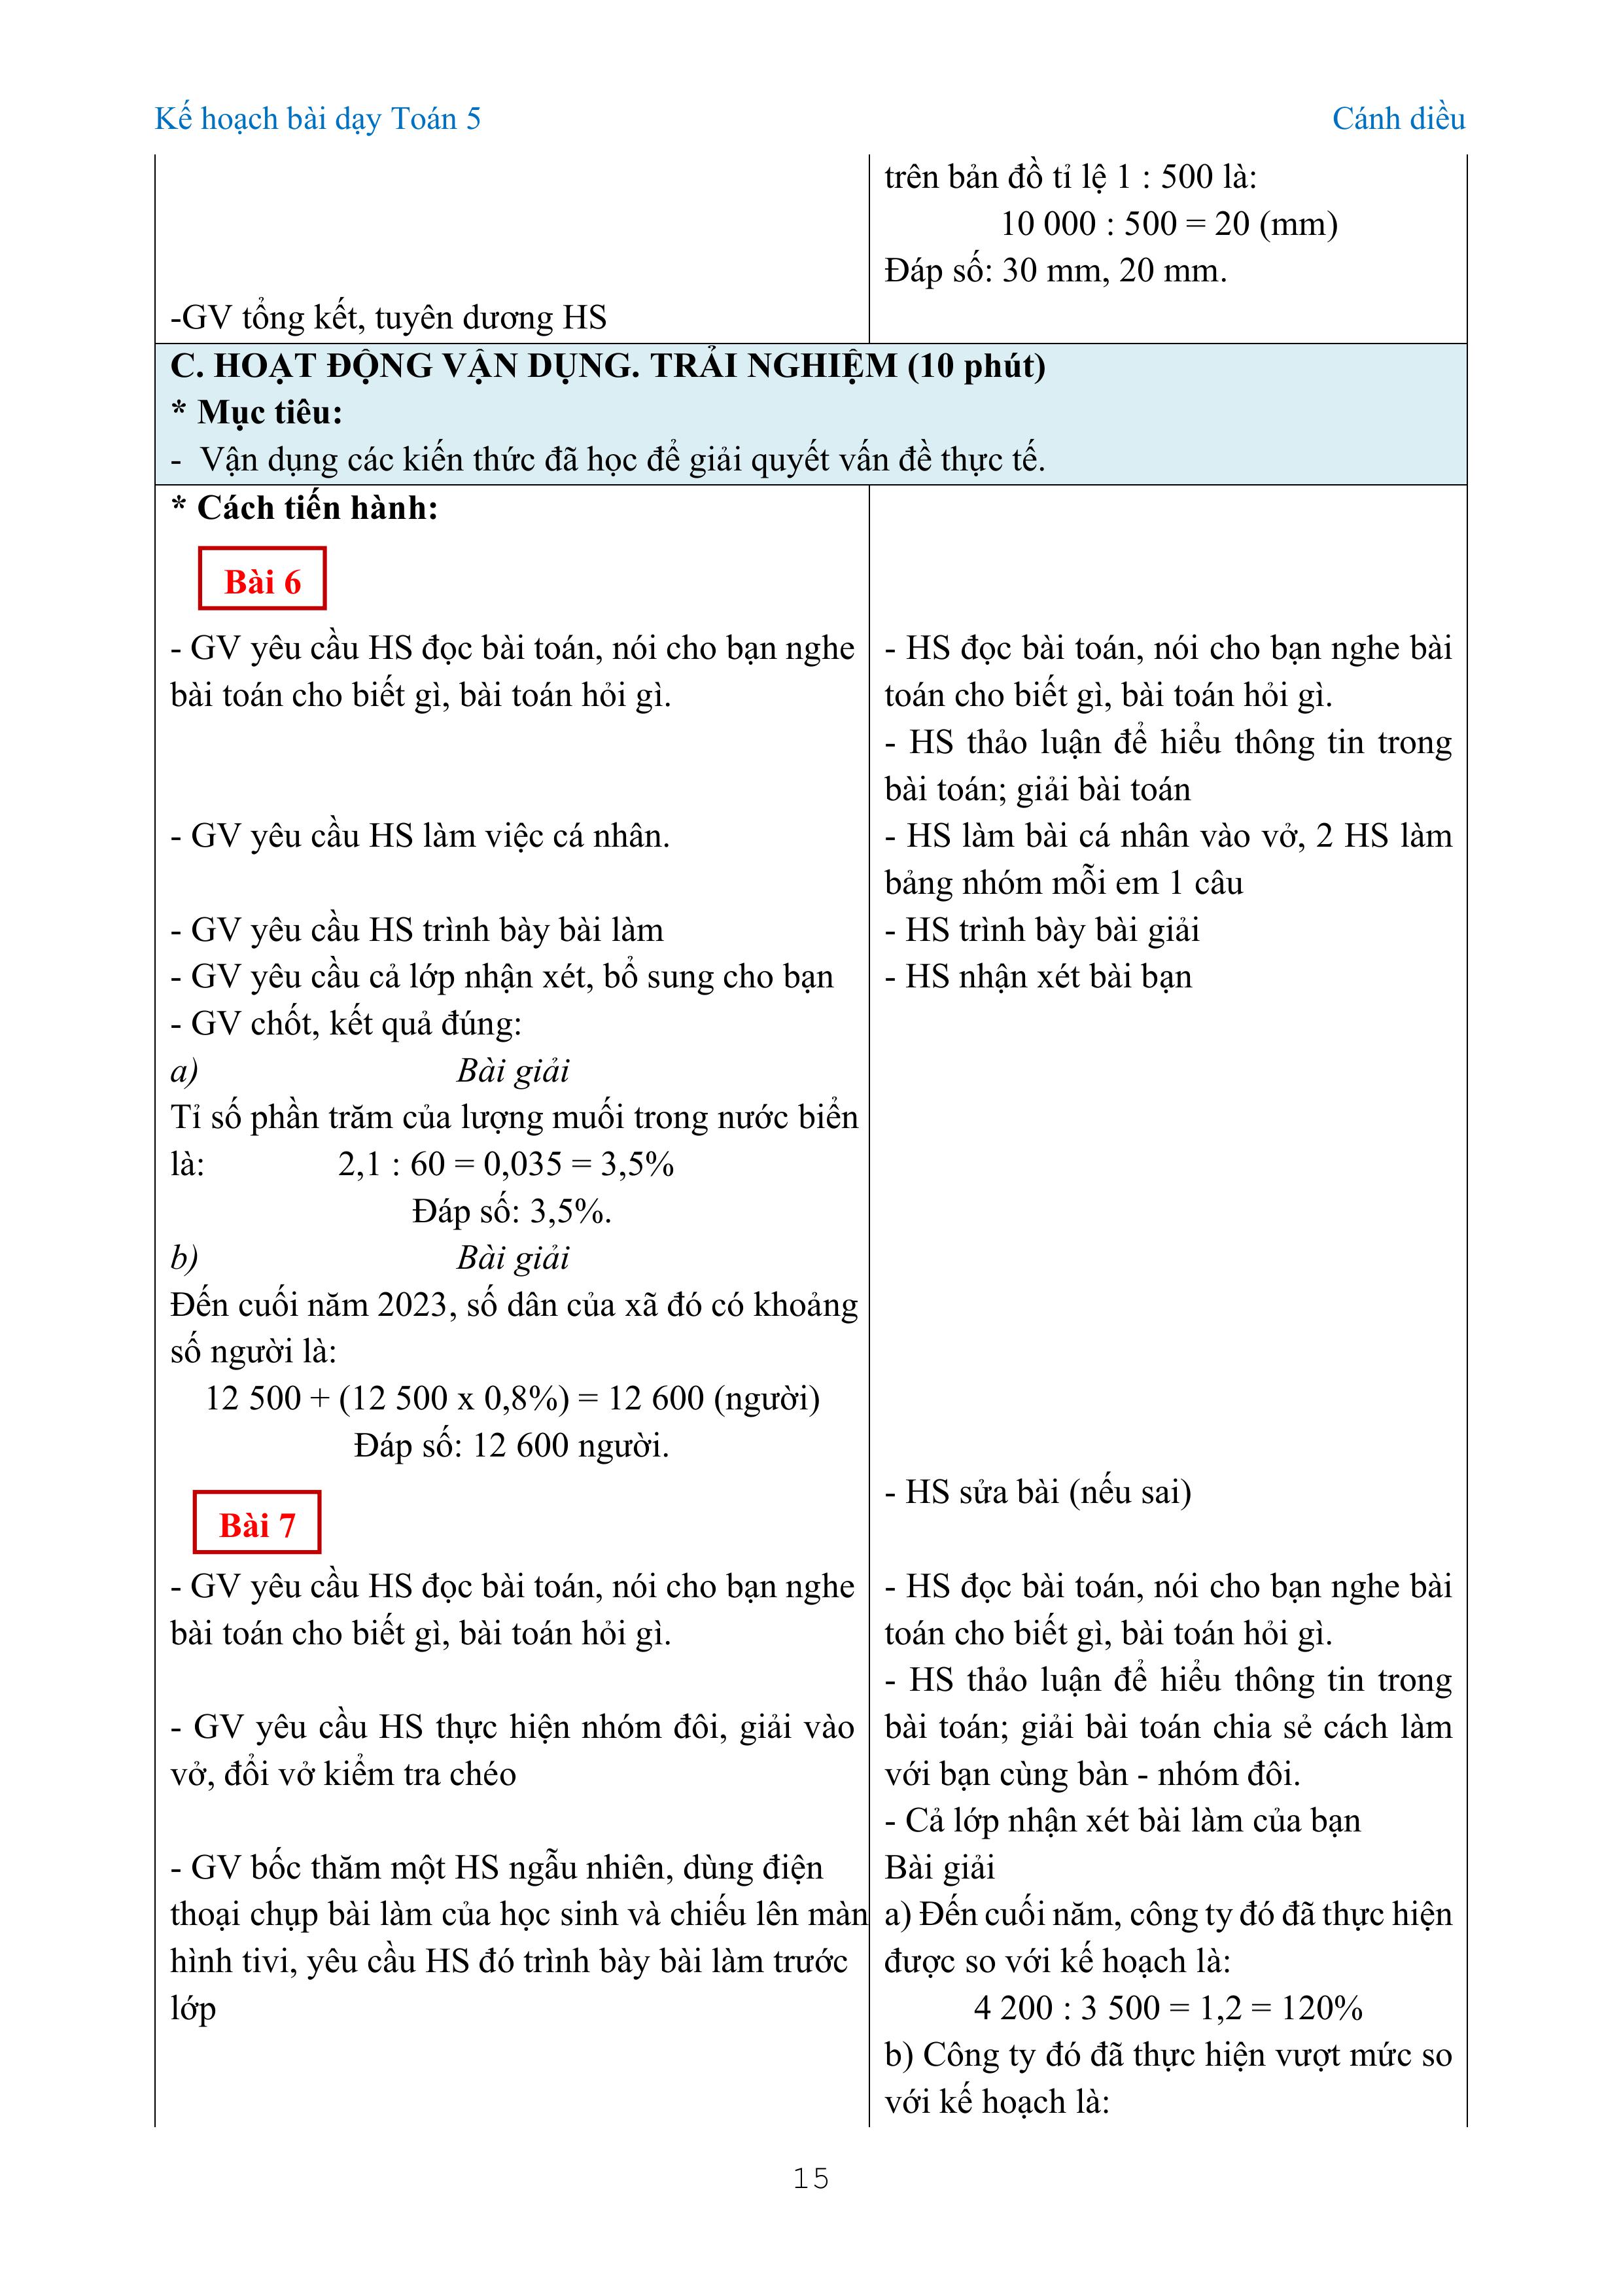 Kế hoạch bài dạy Toán 5
Cánh diều
trên bản đồ tỉ lệ 1 : 500 là:
10 000 : 500 = 20 (mm)
Đáp số: 30 mm, 20 mm.
-GV tổng kết, tuyên dương HS
C. HOẠT ĐỘNG VẬN DỤNG. TRẢI NGHIỆM (10 phút)
* Mục tiêu:
- Vận dụng các kiến thức đã học để giải quyết vấn đề thực tế.
* Cách tiến hành:
Bài 6
- GV yêu cầu HS đọc bài toán, nói cho bạn nghe
bài toán cho biết gì, bài toán hỏi gì.
- GV yêu cầu HS làm việc cá nhân.
- GV yêu cầu HS trình bày bài làm
- GV yêu cầu cả lớp nhận xét, bổ sung cho bạn
- GV chốt, kết quả đúng:
a) Bài giải
Tỉ số phần trăm của lượng muối trong nước biển
là: 2,1 : 60 = 0,035 = 3,5%
Đáp số: 3,5%.
b) Bài giải
Đến cuối năm 2023, số dân của xã đó có khoảng
số người là:
12 500 + (12 500 x 0,8%) = 12 600 (người)
Đáp số: 12 600 người.
- HS đọc bài toán, nói cho bạn nghe bài
toán cho biết gì, bài toán hỏi gì.
- HS thảo luận để hiểu thông tin trong
bài toán; giải bài toán
- HS làm bài cá nhân vào vở, 2 HS làm
bảng nhóm mỗi em 1 câu
- HS trình bày bài giải
- HS nhận xét bài bạn
- HS sửa bài (nếu sai)
Bài 7
- GV yêu cầu HS đọc bài toán, nói cho bạn nghe
bài toán cho biết gì, bài toán hỏi gì.
- GV yêu cầu HS thực hiện nhóm đôi, giải vào
vở, đổi vở kiểm tra chéo
- GV bốc thăm một HS ngẫu nhiên, dùng điện
thoại chụp bài làm của học sinh và chiếu lên màn
hình tivi, yêu cầu HS đó trình bày bài làm trước
lớp
- HS đọc bài toán, nói cho bạn nghe bài
toán cho biết gì, bài toán hỏi gì.
- HS thảo luận để hiểu thông tin trong
bài toán; giải bài toán chia sẻ cách làm
với bạn cùng bàn - nhóm đôi.
- Cả lớp nhận xét bài làm của bạn
Bài giải
a) Đến cuối năm, công ty đó đã thực hiện
được so với kế hoạch là:
4 200 : 3 500 = 1,2 = 120%
b) Công ty đó đã thực hiện vượt mức so
với kế hoạch là:
15